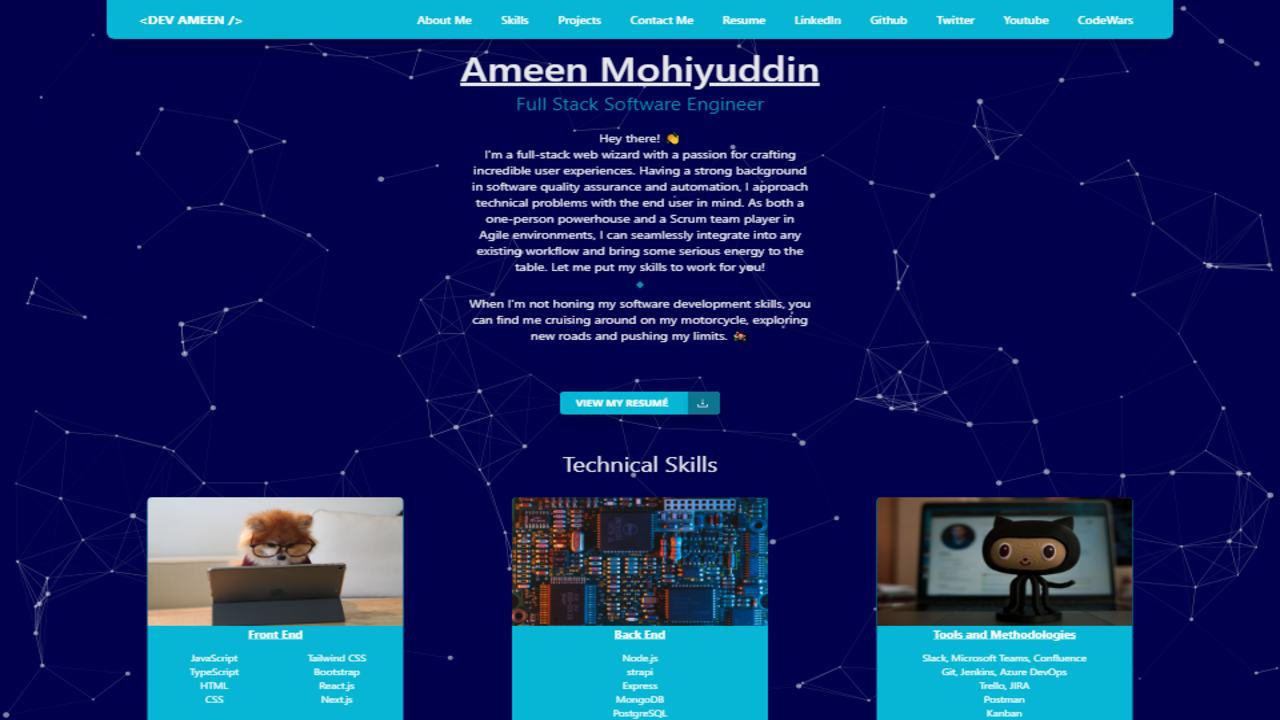 <DEV AMEEN />
About Me
Skills
Projects
Contact Me
Resume
LinkedIn
Github
Twitter
Youtube
CodeWars
Ameen Mohiyuddin
Full Stack Software Engineer
Hey there! 👋
I'm a full-stack web wizard with a passion for crafting
incredible user experiences. Having a strong background
in software quality assurance and automation, I approach
technical problems with the end user in mind. As both a
one-person powerhouse and a Scrum team player in
Agile environments, I can seamlessly integrate into any
existing workflow and bring some serious energy to the
table. Let me put my skills to work for you!
When I'm not honing my software development skills, you
can find me cruising around on my motorcycle, exploring
new roads and pushing my limits.
VIEW MY RESUMÉ
Technical Skills
Front End
JavaScript
TypeScript
HTML
CSS
Tailwind CSS
Bootstrap
React.js
Next.js
Back End
Node.js
strapi
Express
MongoDB
PostgreSQL
Tools and Methodologies
Slack, Microsoft Teams, Confluence
Git, Jenkins, Azure DevOps
Trello, JIRA
Postman
Kanban